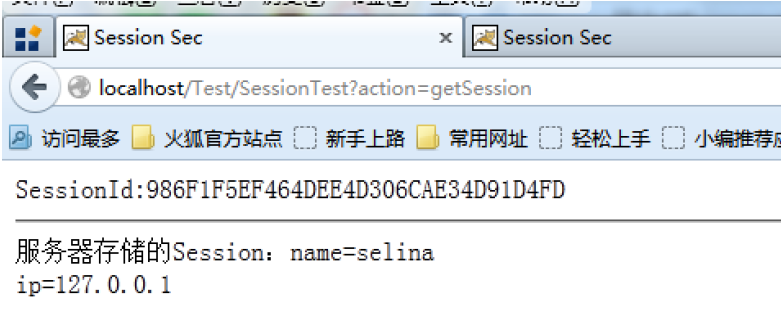 Session Sec × Session Sec
localhost/Test/SessionTest?action=getSession
访问最多 火狐官方站点 新手上路 常用网址 轻松上手 小编推荐
SessionId:986F1F5EF464DEE4D306CAE34D91D4FD
服务器存储的Session: name=selina
ip=127.0.0.1